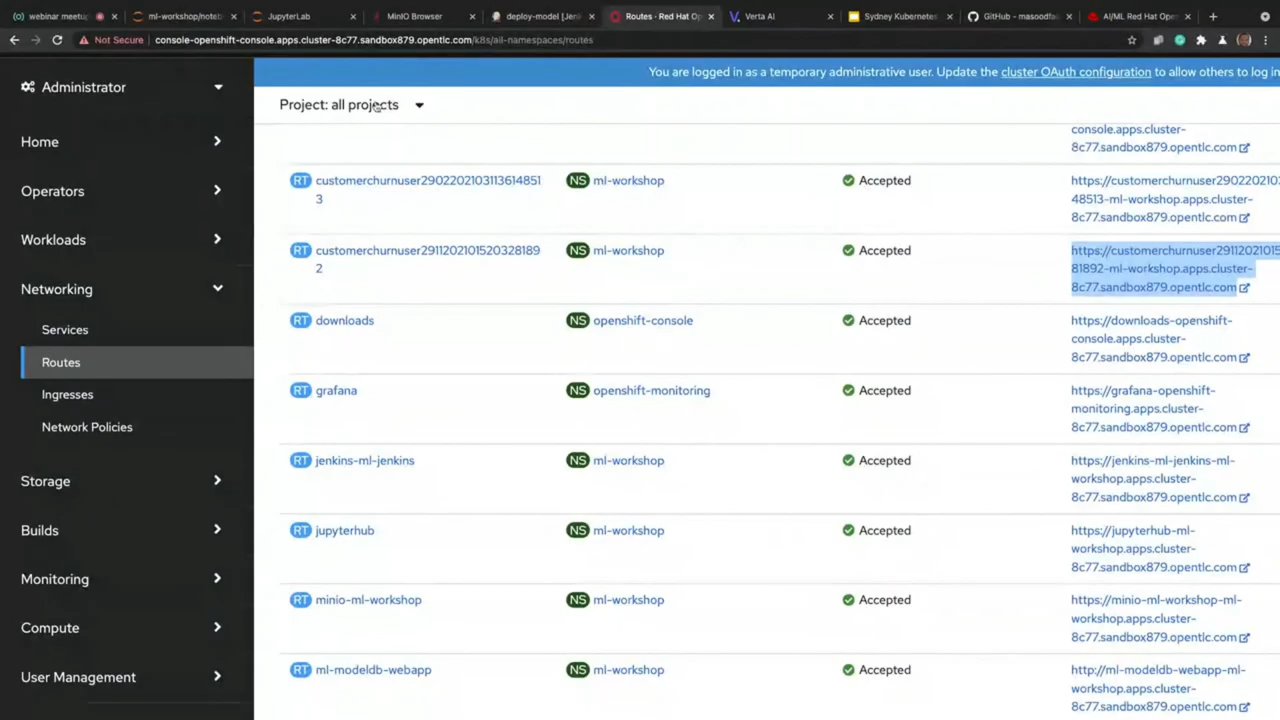 webinar meetup
ml-workshop/noteb
JupyterLab
MinIO Browser
deploy-model [Jenk
Routes · Red Hat Op
Verta AI
Sydney Kubernetes
GitHub - masoodfai
AI/ML Red Hat Ope
Not Secure
console-openshift-console.apps.cluster-8c77.sandbox879.opentlc.com/k8s/all-namespaces/routes
You are logged in as a temporary administrative user. Update the cluster OAuth configuration to allow others to log in
Administrator
Home
Operators
Workloads
Networking
Services
Routes
Ingresses
Network Policies
Storage
Builds
Monitoring
Compute
User Management
Project: all projects
console.apps.cluster-
8c77.sandbox879.opentlc.com
RT customerchurnuser2902202103113614851
3
NS ml-workshop
Accepted
https://customerchurnuser290220210
48513-ml-workshop.apps.cluster-
8c77.sandbox879.opentlc.com
RT customerchurnuser2911202101520328189
2
NS ml-workshop
Accepted
https://customerchurnuser29112021015
81892-ml-workshop.apps.cluster-
8c77.sandbox879.opentlc.com
RT downloads
NS openshift-console
Accepted
https://downloads-openshift-
console.apps.cluster-
8c77.sandbox879.opentlc.com
RT grafana
NS openshift-monitoring
Accepted
https://grafana-openshift-
monitoring.apps.cluster-
8c77.sandbox879.opentlc.com
RT jenkins-ml-jenkins
NS ml-workshop
Accepted
https://jenkins-ml-jenkins-ml-
workshop.apps.cluster-
8c77.sandbox879.opentlc.com
RT jupyterhub
NS ml-workshop
Accepted
https://jupyterhub-ml-
workshop.apps.cluster-
8c77.sandbox879.opentlc.com
RT minio-ml-workshop
NS ml-workshop
Accepted
https://minio-ml-workshop-ml-
workshop.apps.cluster-
8c77.sandbox879.opentlc.com
RT ml-modeldb-webapp
NS ml-workshop
Accepted
http://ml-modeldb-webapp-ml-
workshop.apps.cluster-
8c77.sandbox879.opentlc.com